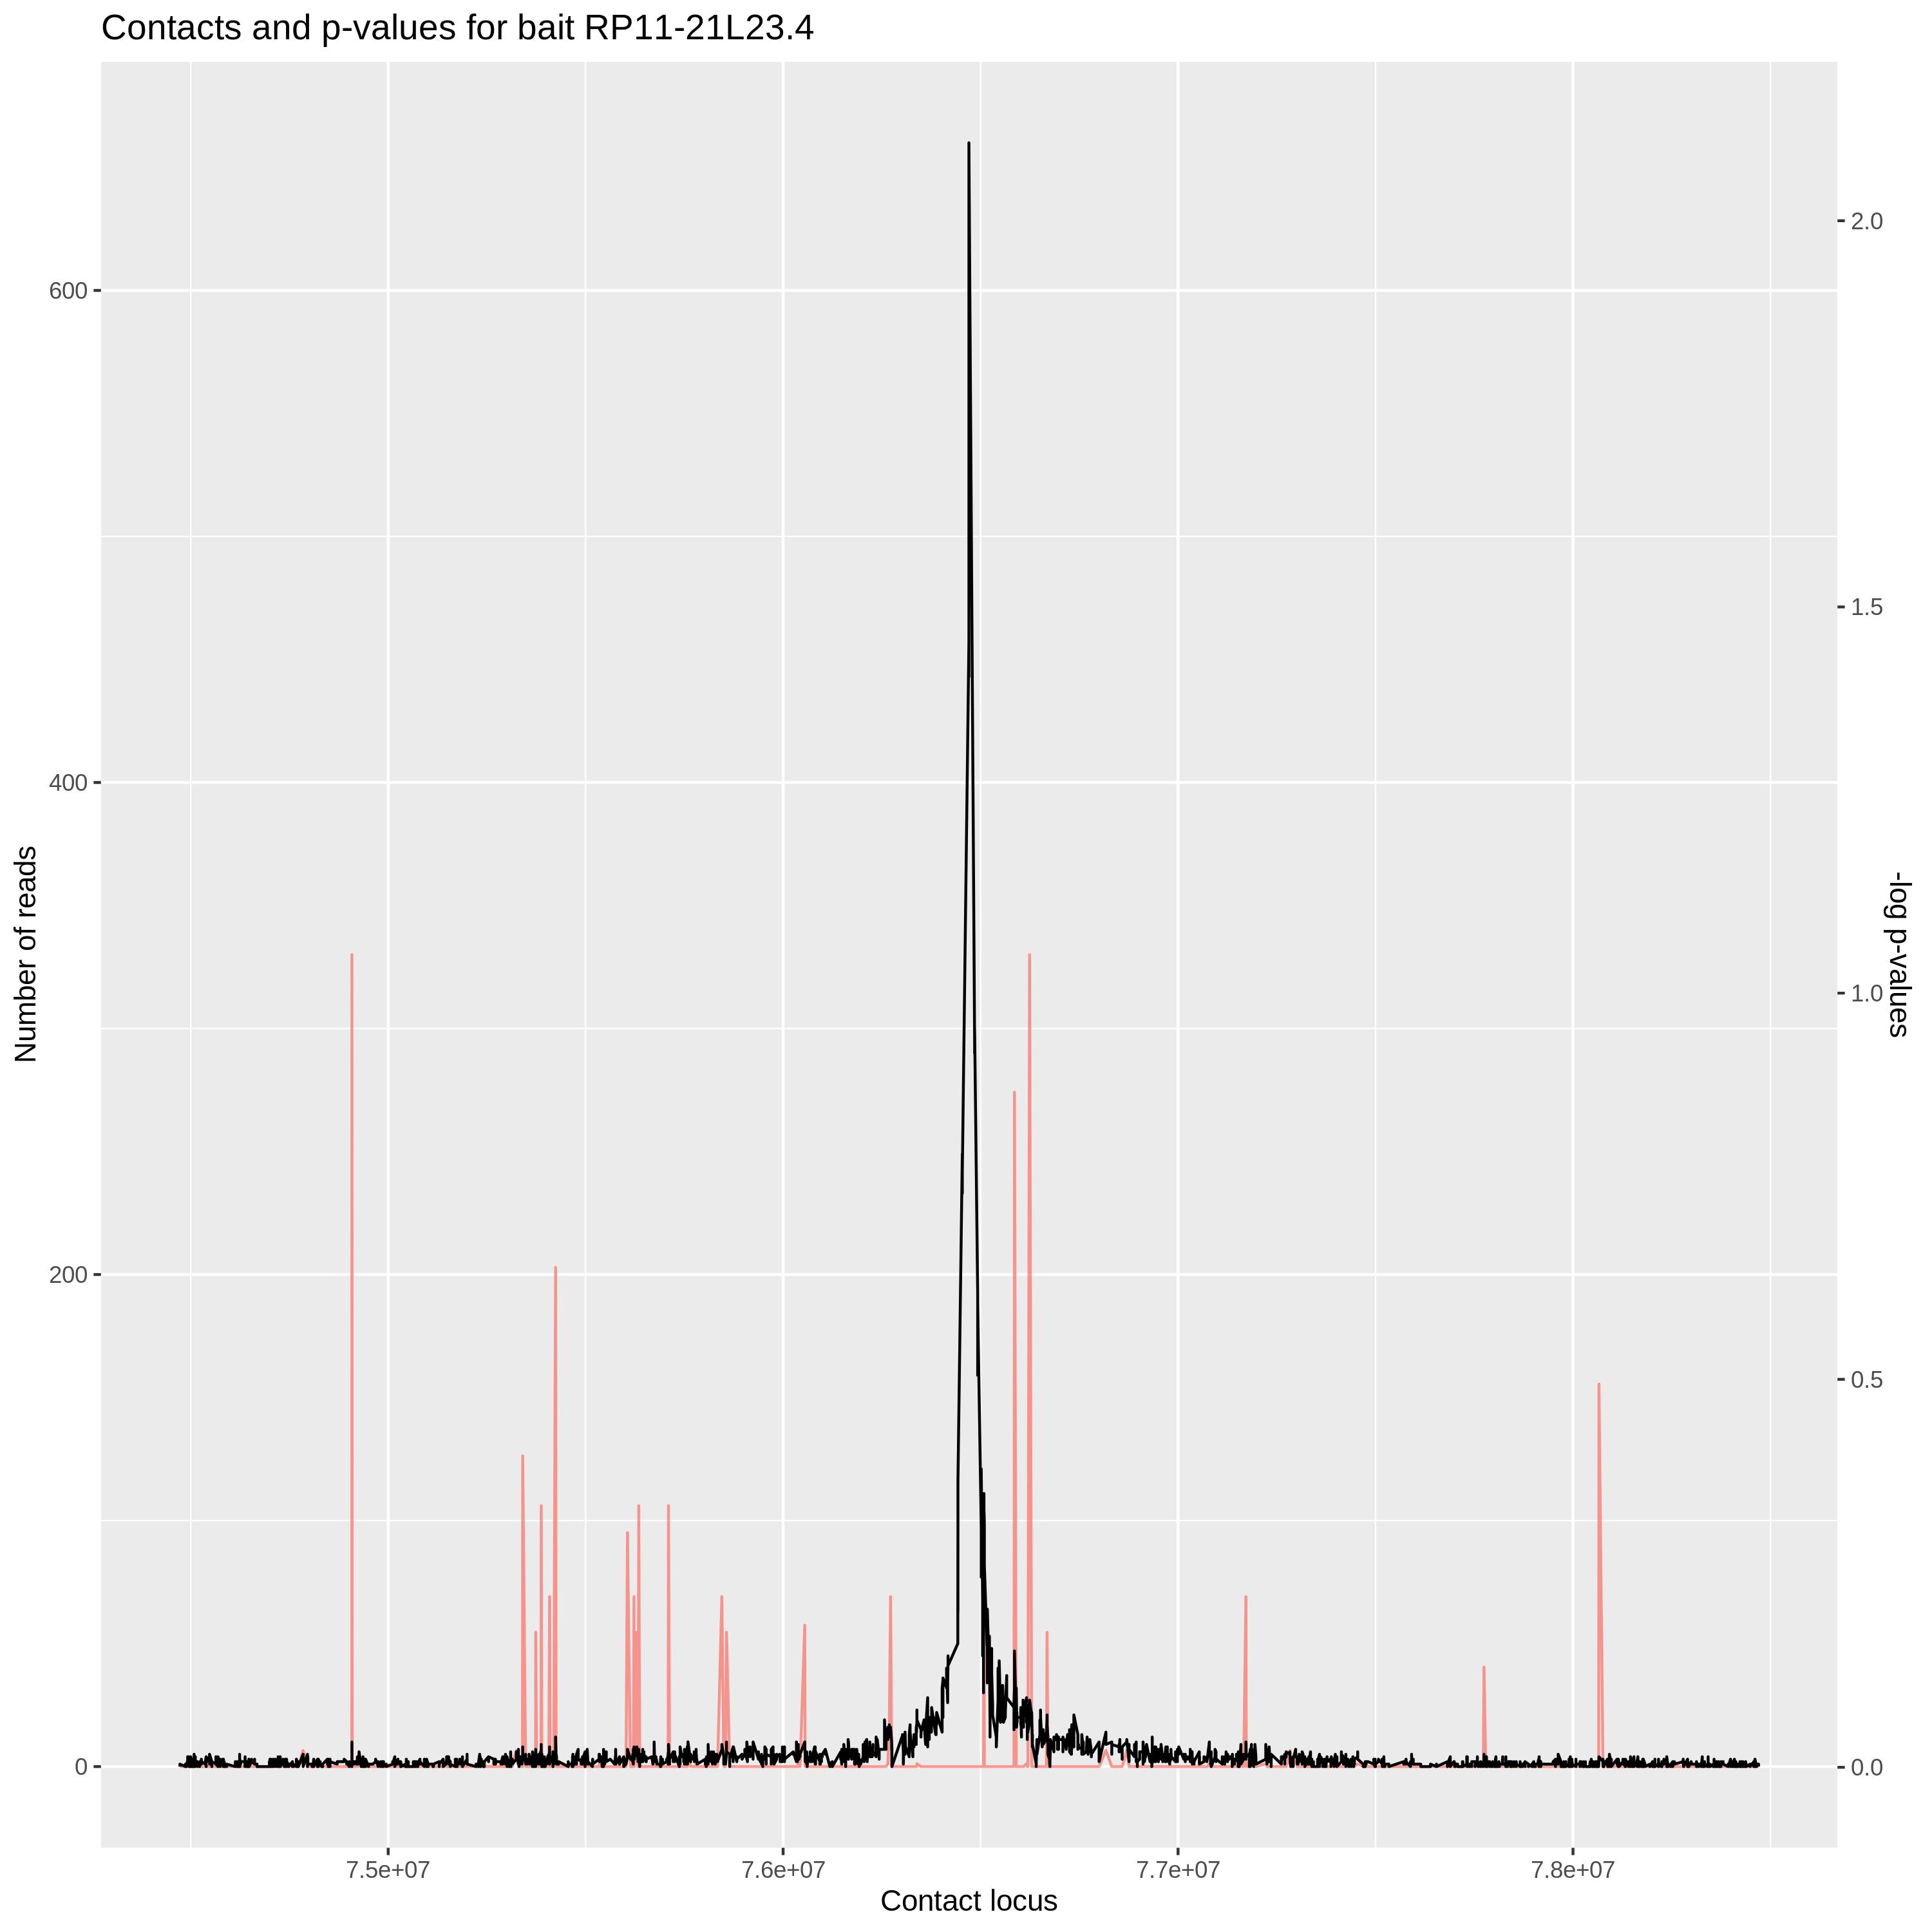 Contacts and p-values for bait RP11-21L23.4
600
400
200
0
Number of reads
2.0
1.5
1.0
0.5
0.0
-log p-values
7.5e+07
7.6e+07
7.7e+07
7.8e+07
Contact locus